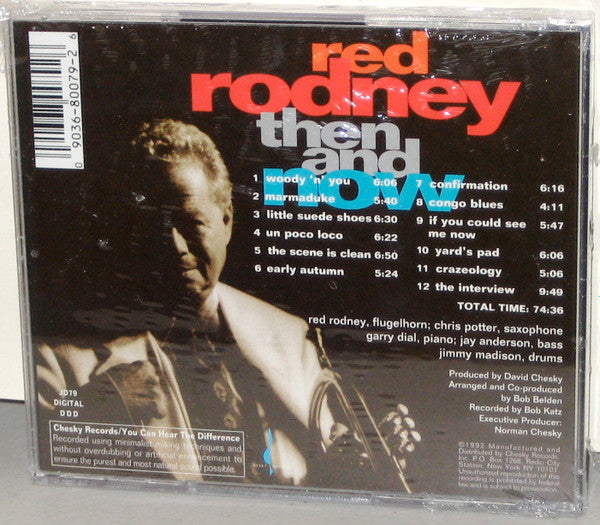 0 9036-80079-2 6
red
rodney
then
and
now
1 woody 'n' you 6:06
2 marmaduke 5:40
3 little suede shoes 6:30
4 un poco loco 6:22
5 the scene is clean 6:50
6 early autumn 5:24
7 confirmation 6:16
8 congo blues 4:11
9 if you could see 5:47
me now
10 yard's pad 6:06
11 crazeology 5:06
12 the interview 9:49
TOTAL TIME: 74:36
red rodney, flugelhorn; chris potter, saxophone
garry dial, piano; jay anderson, bass
jimmy madison, drums
Produced by David Chesky
Arranged and Co-produced
by Bob Belden
Recorded by Bob Katz
Executive Producer:
Norman Chesky
JD79
DIGITAL
D D D
Chesky Records/You Can Hear The Difference
Recorded using minimalist miking techniques and
without overdubbing or artificial enhancement to
ensure the purest and most natural sound possible.
©1992 Manufactured and
Distributed by Chesky Records,
Inc. P.O. Box 1268, Radio City
Station, New York NY 10101
Unauthorized reproduction of this
recording is prohibited by federal
law and is subject to